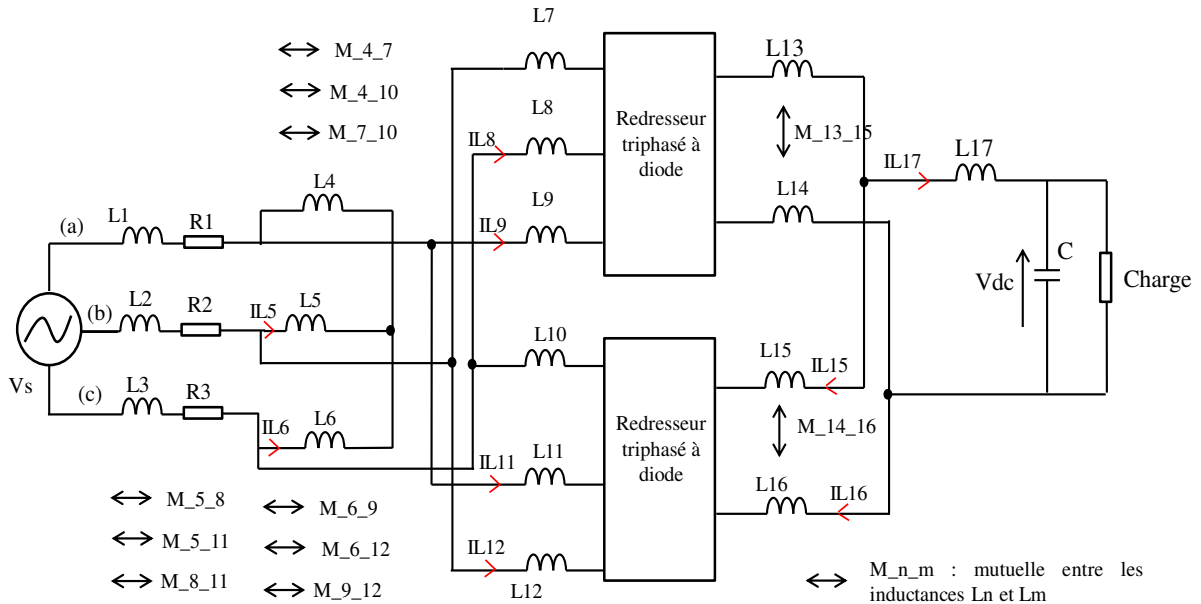 L7
M_4_7
M_4_10
M_7_10
L13
L8
IL8
Redresseur
triphasé à
diode
M_13_15
L17
IL17
L4
L9
IL9
L14
(a)
L1
R1
C
Vdc
Charge
(b)
L2
R2
IL5
L5
L10
L15
IL15
Vs
(c)
L3
R3
IL6
L6
Redresseur
triphasé à
diode
M_14_16
L11
IL11
L16
IL16
M_5_8
M_6_9
M_5_11
M_6_12
M_8_11
M_9_12
IL12
L12
M_n_m : mutuelle entre les
inductances Ln et Lm